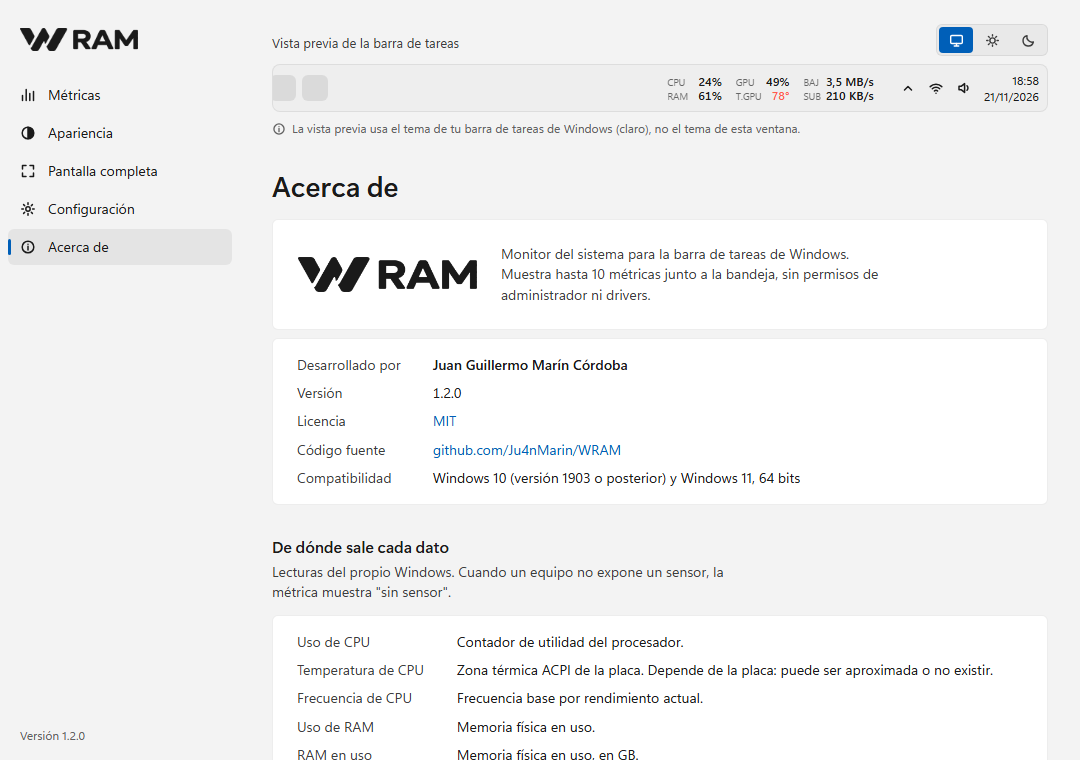 WRAM
Métricas
Apariencia
Pantalla completa
Configuración
Acerca de
Versión 1.2.0
Vista previa de la barra de tareas
CPU 24% GPU 49% BAJ 3,5 MB/s
RAM 61% T.GPU 78° SUB 210 KB/s
18:58
21/11/2026
La vista previa usa el tema de tu barra de tareas de Windows (claro), no el tema de esta ventana.
Acerca de
WRAM
Monitor del sistema para la barra de tareas de Windows.
Muestra hasta 10 métricas junto a la bandeja, sin permisos de
administrador ni drivers.
Desarrollado por Juan Guillermo Marín Córdoba
Versión 1.2.0
Licencia MIT
Código fuente github.com/Ju4nMarin/WRAM
Compatibilidad Windows 10 (versión 1903 o posterior) y Windows 11, 64 bits
De dónde sale cada dato
Lecturas del propio Windows. Cuando un equipo no expone un sensor, la
métrica muestra "sin sensor".
Uso de CPU Contador de utilidad del procesador.
Temperatura de CPU Zona térmica ACPI de la placa. Depende de la placa: puede ser aproximada o no existir.
Frecuencia de CPU Frecuencia base por rendimiento actual.
Uso de RAM Memoria física en uso.
RAM en uso Memoria física en uso, en GB.